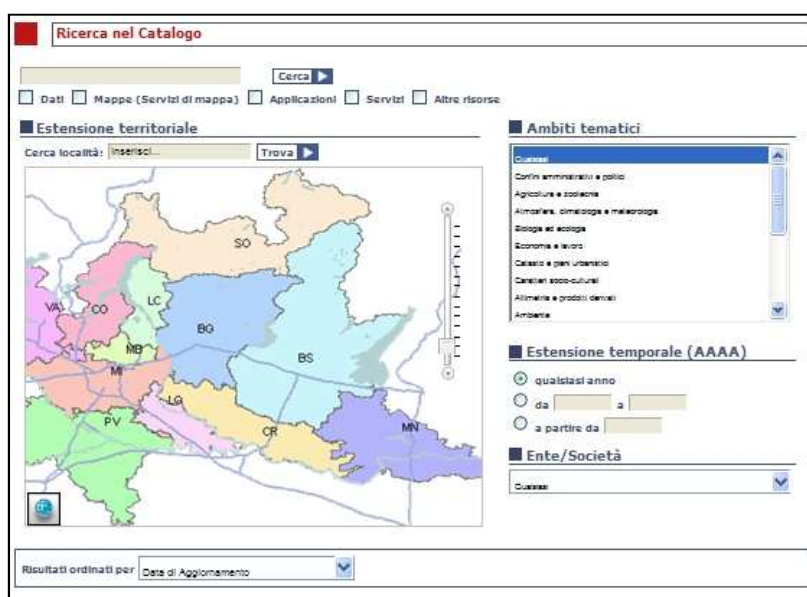 Ricerca nel Catalogo
Cerca
Dati Mappe (Servizi di mappa) Applicazioni Servizi Altre risorse
Estensione territoriale
Cerca località: Inserisci... Trova
SO
VA
CO
LC
BG
MB
BS
MI
LO
PV
CR
MN
Ambiti tematici
Qualsiasi
Confini amministrativi e politici
Agricoltura e zootecnia
Atmosfera, climatologia e meteorologia
Biologia ed ecologia
Economia e lavoro
Catasto e piani urbanistici
Caratteri socio-culturali
Altimetria e prodotti derivati
Ambiente
Estensione temporale (AAAA)
qualsiasi anno
da a
a partire da
Ente/Società
Qualsiasi
Risultati ordinati per Data di Aggiornamento